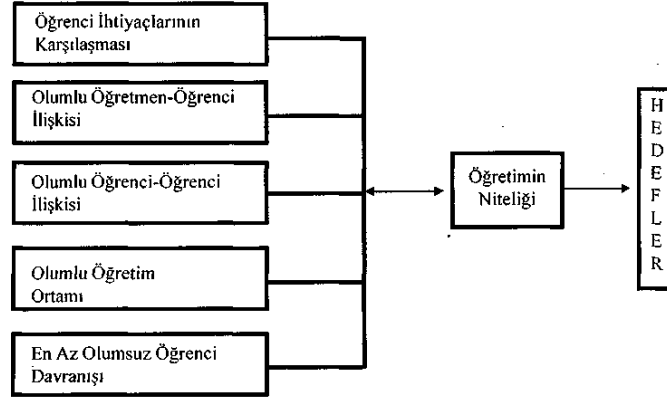 Öğrenci İhtiyaçlarının
Karşılaşması
Olumlu Öğretmen-Öğrenci
İlişkisi
Olumlu Öğrenci-Öğrenci
İlişkisi
Olumlu Öğretim
Ortamı
En Az Olumsuz Öğrenci
Davranışı
Öğretimin
Niteliği
H
E
D
E
F
L
E
R